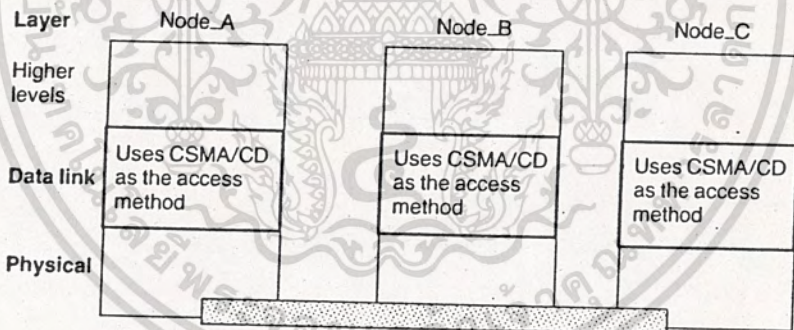 Layer Node_A Node_B Node_C
Higher
levels
Data link
Uses CSMA/CD
as the access
method
Uses CSMA/CD
as the access
method
Uses CSMA/CD
as the access
method
Physical